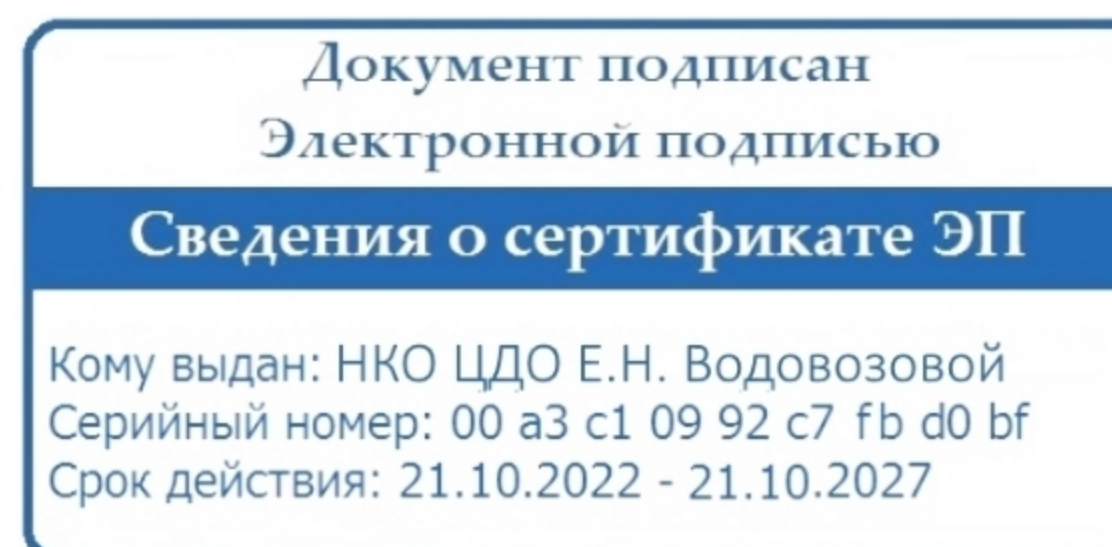 Документ подписан
Электронной подписью
Сведения о сертификате ЭП
Кому выдан: НКО ЦДО Е.Н. Водовозовой
Серийный номер: 00 a3 c1 09 92 c7 fb d0 bf
Срок действия: 21.10.2022 - 21.10.2027